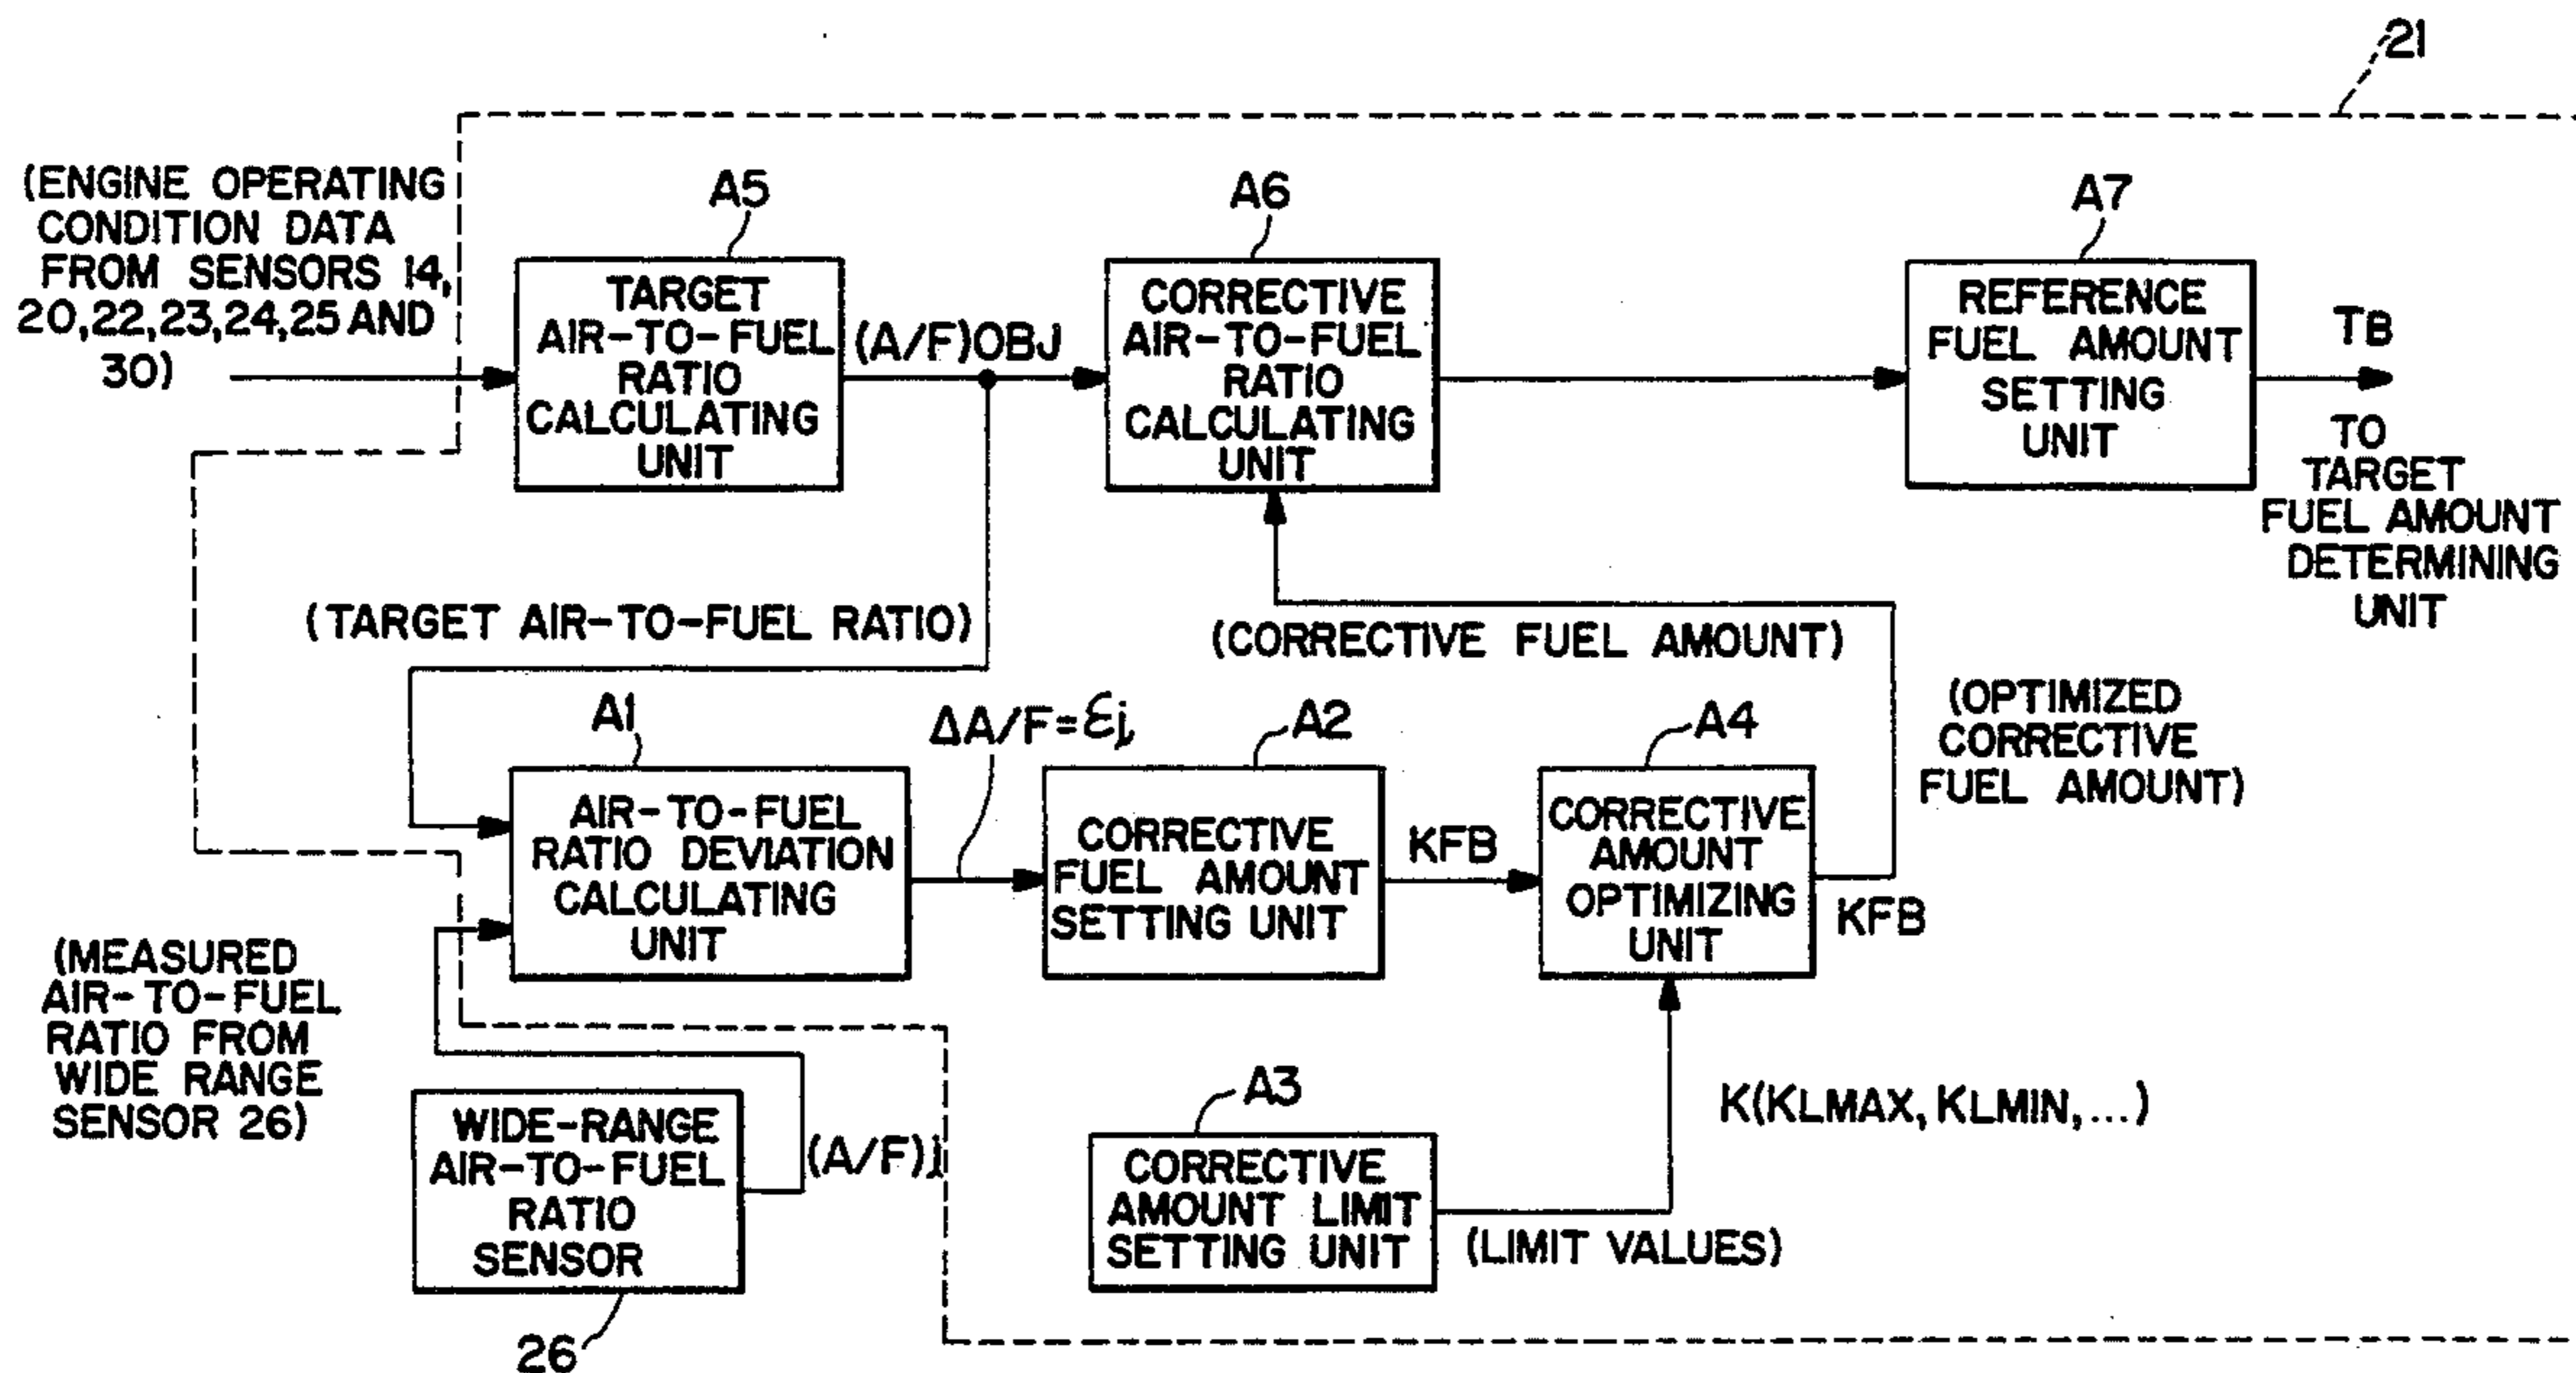 21
(ENGINE OPERATING
CONDITION DATA
FROM SENSORS 14,
20,22,23,24,25 AND
30)
A5
TARGET
AIR-TO-FUEL
RATIO
CALCULATING
UNIT
(A/F)OBJ
A6
CORRECTIVE
AIR-TO-FUEL
RATIO
CALCULATING
UNIT
A7
REFERENCE
FUEL AMOUNT
SETTING
UNIT
TB
TO
TARGET
FUEL AMOUNT
DETERMINING
UNIT
(TARGET AIR-TO-FUEL RATIO)
(CORRECTIVE FUEL AMOUNT)
(OPTIMIZED
CORRECTIVE
FUEL AMOUNT)
A1
AIR-TO-FUEL
RATIO DEVIATION
CALCULATING
UNIT
ΔA/F=εi
A2
CORRECTIVE
FUEL AMOUNT
SETTING UNIT
KFB
A4
CORRECTIVE
AMOUNT
OPTIMIZING
UNIT
KFB
(MEASURED
AIR-TO-FUEL
RATIO FROM
WIDE RANGE
SENSOR 26)
WIDE-RANGE
AIR-TO-FUEL
RATIO
SENSOR
26
(A/F)i
A3
CORRECTIVE
AMOUNT LIMIT
SETTING UNIT
K(KLMAX, KLMIN, ...)
(LIMIT VALUES)